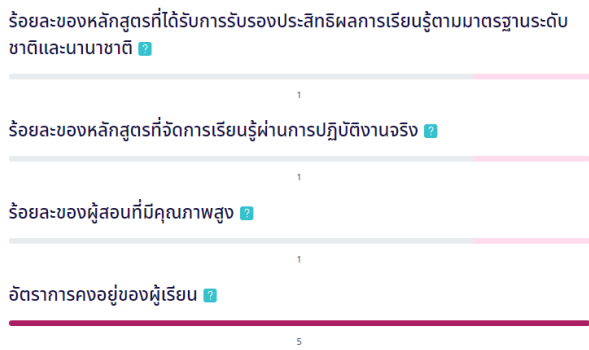 ร้อยละของหลักสูตรที่ได้รับการรับรองประสิทธิผลการเรียนรู้ตามมาตรฐานระดับ
ชาติและนานาชาติ ?
1
ร้อยละของหลักสูตรที่จัดการเรียนรู้ผ่านการปฏิบัติงานจริง ?
1
ร้อยละของผู้สอนที่มีคุณภาพสูง ?
1
อัตราการคงอยู่ของผู้เรียน ?
5